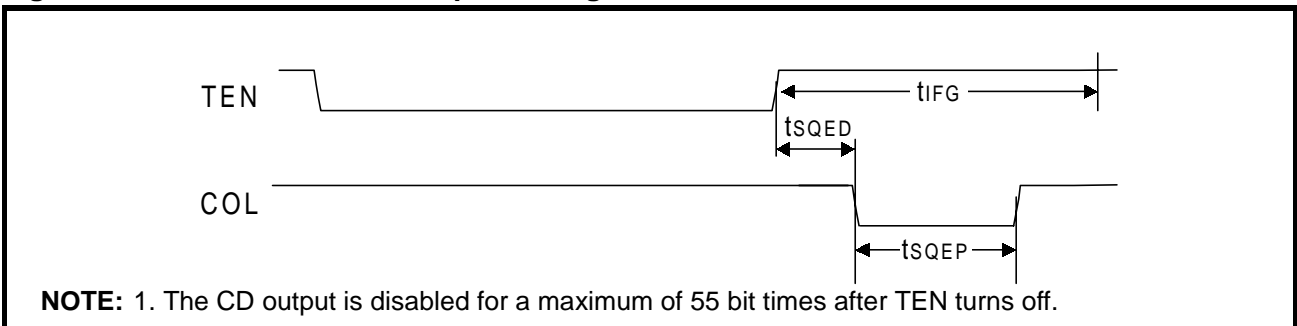 TEN
tIFG
tSQED
COL
tSQEP
NOTE: 1. The CD output is disabled for a maximum of 55 bit times after TEN turns off.